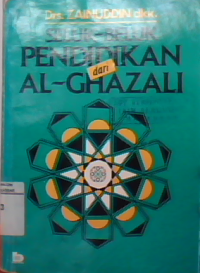 Drs. ZAINUDDIN dkk.
SELUK-BELUK
PENDIDIKAN
dari
AL-GHAZALI